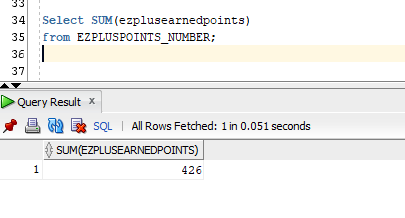 33
34 Select SUM(ezplusearnedpoints)
35 from EZPLUSPOINTS_NUMBER;
36
37
Query Result x
SQL | All Rows Fetched: 1 in 0.051 seconds
SUM(EZPLUSEARNEDPOINTS)
1 426